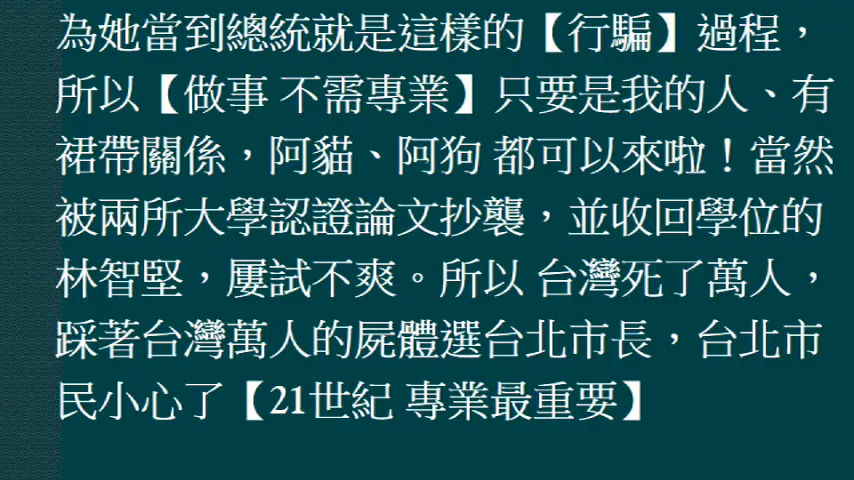 為她當到總統就是這樣的【行騙】過程，
所以【做事 不需專業】只要是我的人、有
裙帶關係，阿貓、阿狗 都可以來啦！當然
被兩所大學認證論文抄襲，並收回學位的
林智堅，屢試不爽。所以 台灣死了萬人，
踩著台灣萬人的屍體選台北市長，台北市
民小心了【21世紀 專業最重要】